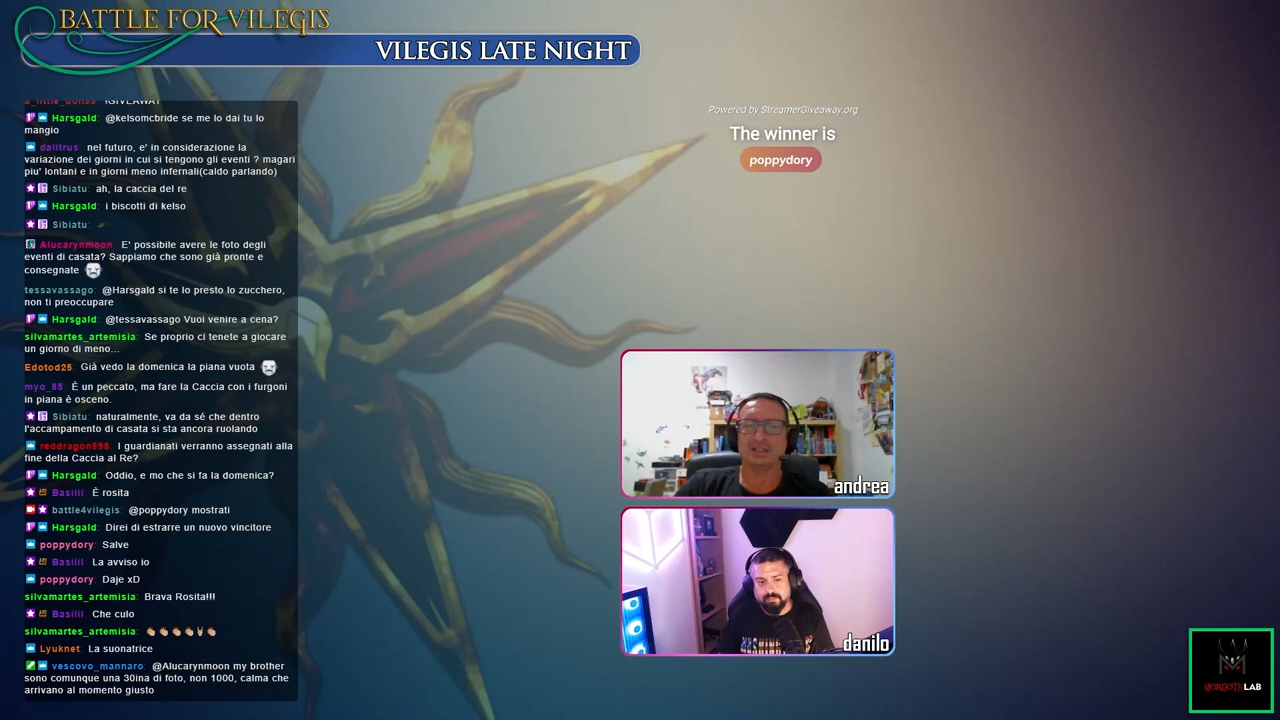 BATTLE FOR VILEGIS
VILEGIS LATE NIGHT
a_little_don99 !GIVEAWAY
Harsgald: @kelsomcbride se me lo dai tu lo
mangio
dalitrus: nel futuro, e' in considerazione la
variazione dei giorni in cui si tengono gli eventi ? magari
piu' lontani e in giorni meno infernali(caldo parlando)
Sibiatu: ah, la caccia del re
Harsgald: i biscotti di kelso
Sibiatu:
Alucarynmoon: E' possibile avere le foto degli
eventi di casata? Sappiamo che sono già pronte e
consegnate
tessavassago: @Harsgald si te lo presto lo zucchero,
non ti preoccupare
Harsgald: @tessavassago Vuoi venire a cena?
silvamartes_artemisia: Se proprio ci tenete a giocare
un giorno di meno...
Edotod25: Già vedo la domenica la piana vuota
myo_85: È un peccato, ma fare la Caccia con i furgoni
in piana è osceno.
Sibiatu: naturalmente, va da sé che dentro
l'accampamento di casata si sta ancora ruolando
reddragon998: I guardianati verranno assegnati alla
fine della Caccia al Re?
Harsgald: Oddio, e mo che si fa la domenica?
Basilil: È rosita
battle4vilegis: @poppydory mostrati
Harsgald: Direi di estrarre un nuovo vincitore
poppydory: Salve
Basilil: La avviso io
poppydory: Daje xD
silvamartes_artemisia: Brava Rosita!!!
Basilil: Che culo
silvamartes_artemisia:
Lyuknet: La suonatrice
vescovo_mannaro: @Alucarynmoon my brother
sono comunque una 30ina di foto, non 1000, calma che
arrivano al momento giusto
Powered by StreamerGiveaway.org
The winner is
poppydory
andrea
danilo
MORGOTHLAB